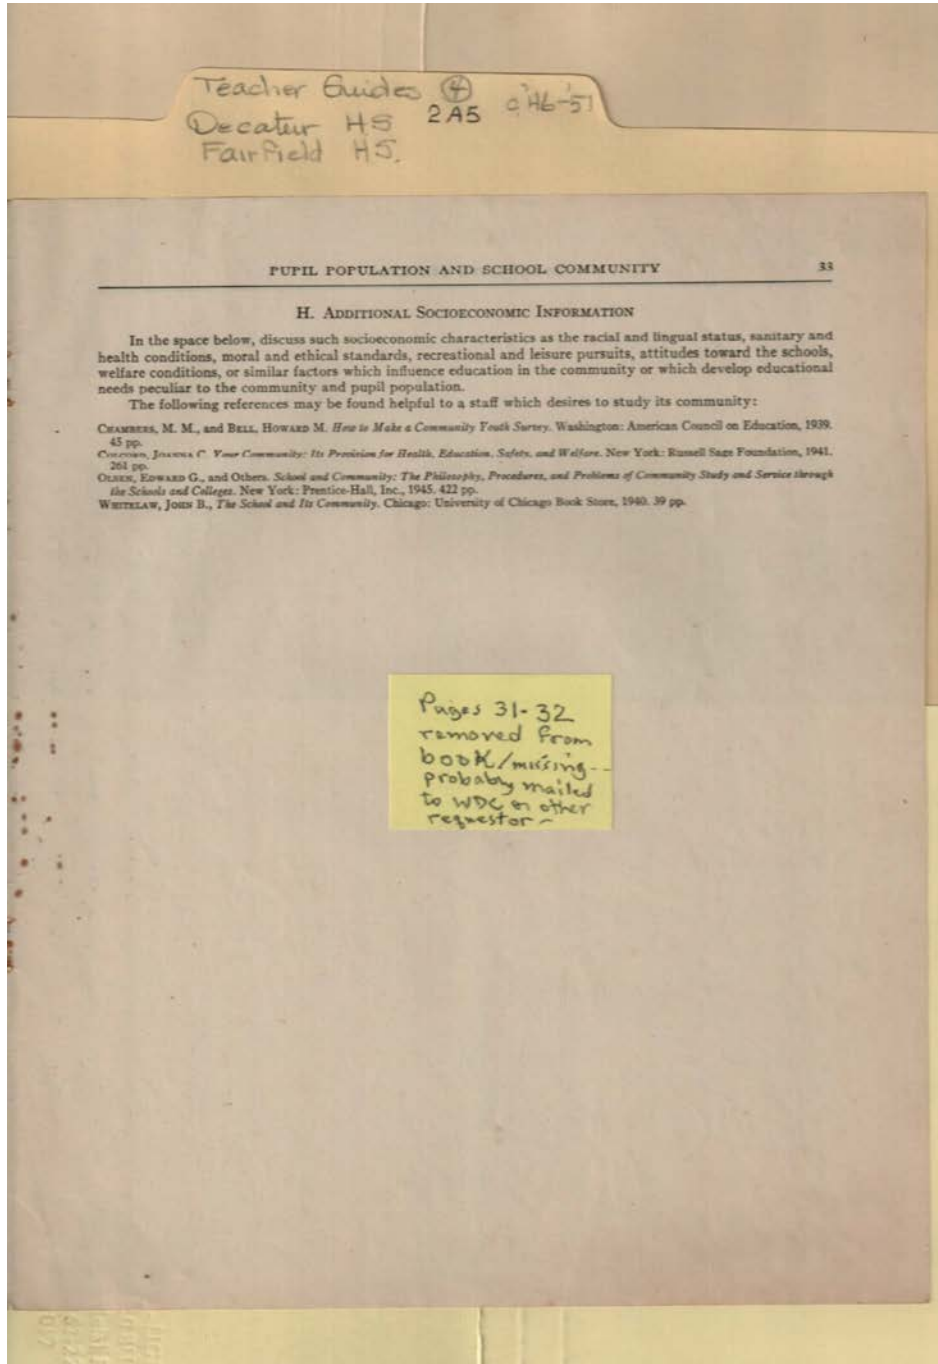 Teacher Guides ④ c '46-'51
Decatur HS 2A5
Fairfield HS.
PUPIL POPULATION AND SCHOOL COMMUNITY 33
H. ADDITIONAL SOCIOECONOMIC INFORMATION
In the space below, discuss such socioeconomic characteristics as the racial and lingual status, sanitary and
health conditions, moral and ethical standards, recreational and leisure pursuits, attitudes toward the schools,
welfare conditions, or similar factors which influence education in the community or which develop educational
needs peculiar to the community and pupil population.
The following references may be found helpful to a staff which desires to study its community:
CHAMBERS, M. M., and BELL, HOWARD M. How to Make a Community Youth Survey. Washington: American Council on Education, 1939.
45 pp.
COLCORD, JOANNA C. Your Community: Its Provision for Health, Education, Safety, and Welfare. New York: Russell Sage Foundation, 1941.
261 pp.
OLSEN, EDWARD G., and Others. School and Community: The Philosophy, Procedures, and Problems of Community Study and Service through
the Schools and Colleges. New York: Prentice-Hall, Inc., 1945. 422 pp.
WHITELAW, JOHN B., The School and Its Community. Chicago: University of Chicago Book Store, 1940. 39 pp.
Pages 31-32
removed from
book/missing--
probably mailed
to WDC or other
requestor-